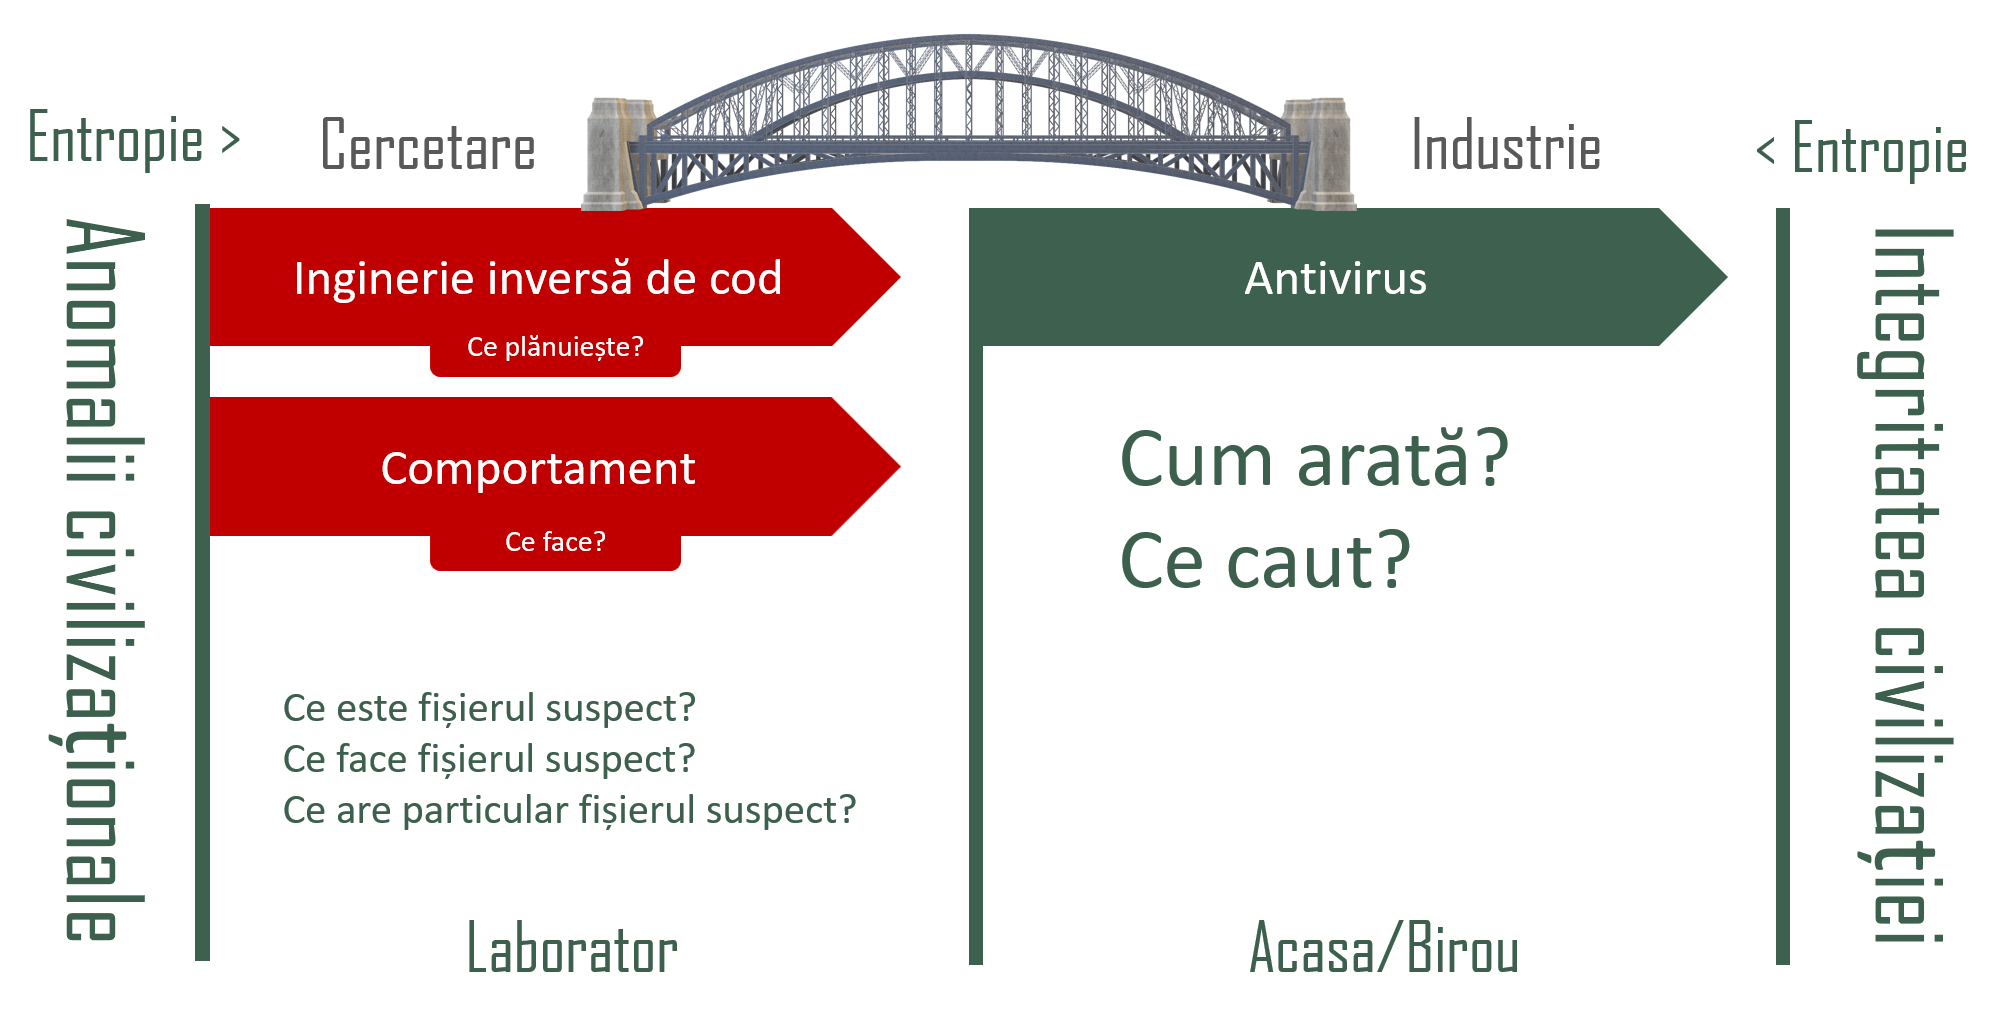 Entropie >
Cercetare
Industrie
< Entropie
Anomalii civilizaționale
Inginerie inversă de cod
Ce plănuiește?
Comportament
Ce face?
Ce este fișierul suspect?
Ce face fișierul suspect?
Ce are particular fișierul suspect?
Laborator
Antivirus
Cum arată?
Ce caut?
Acasa/Birou
Integritatea civilizației